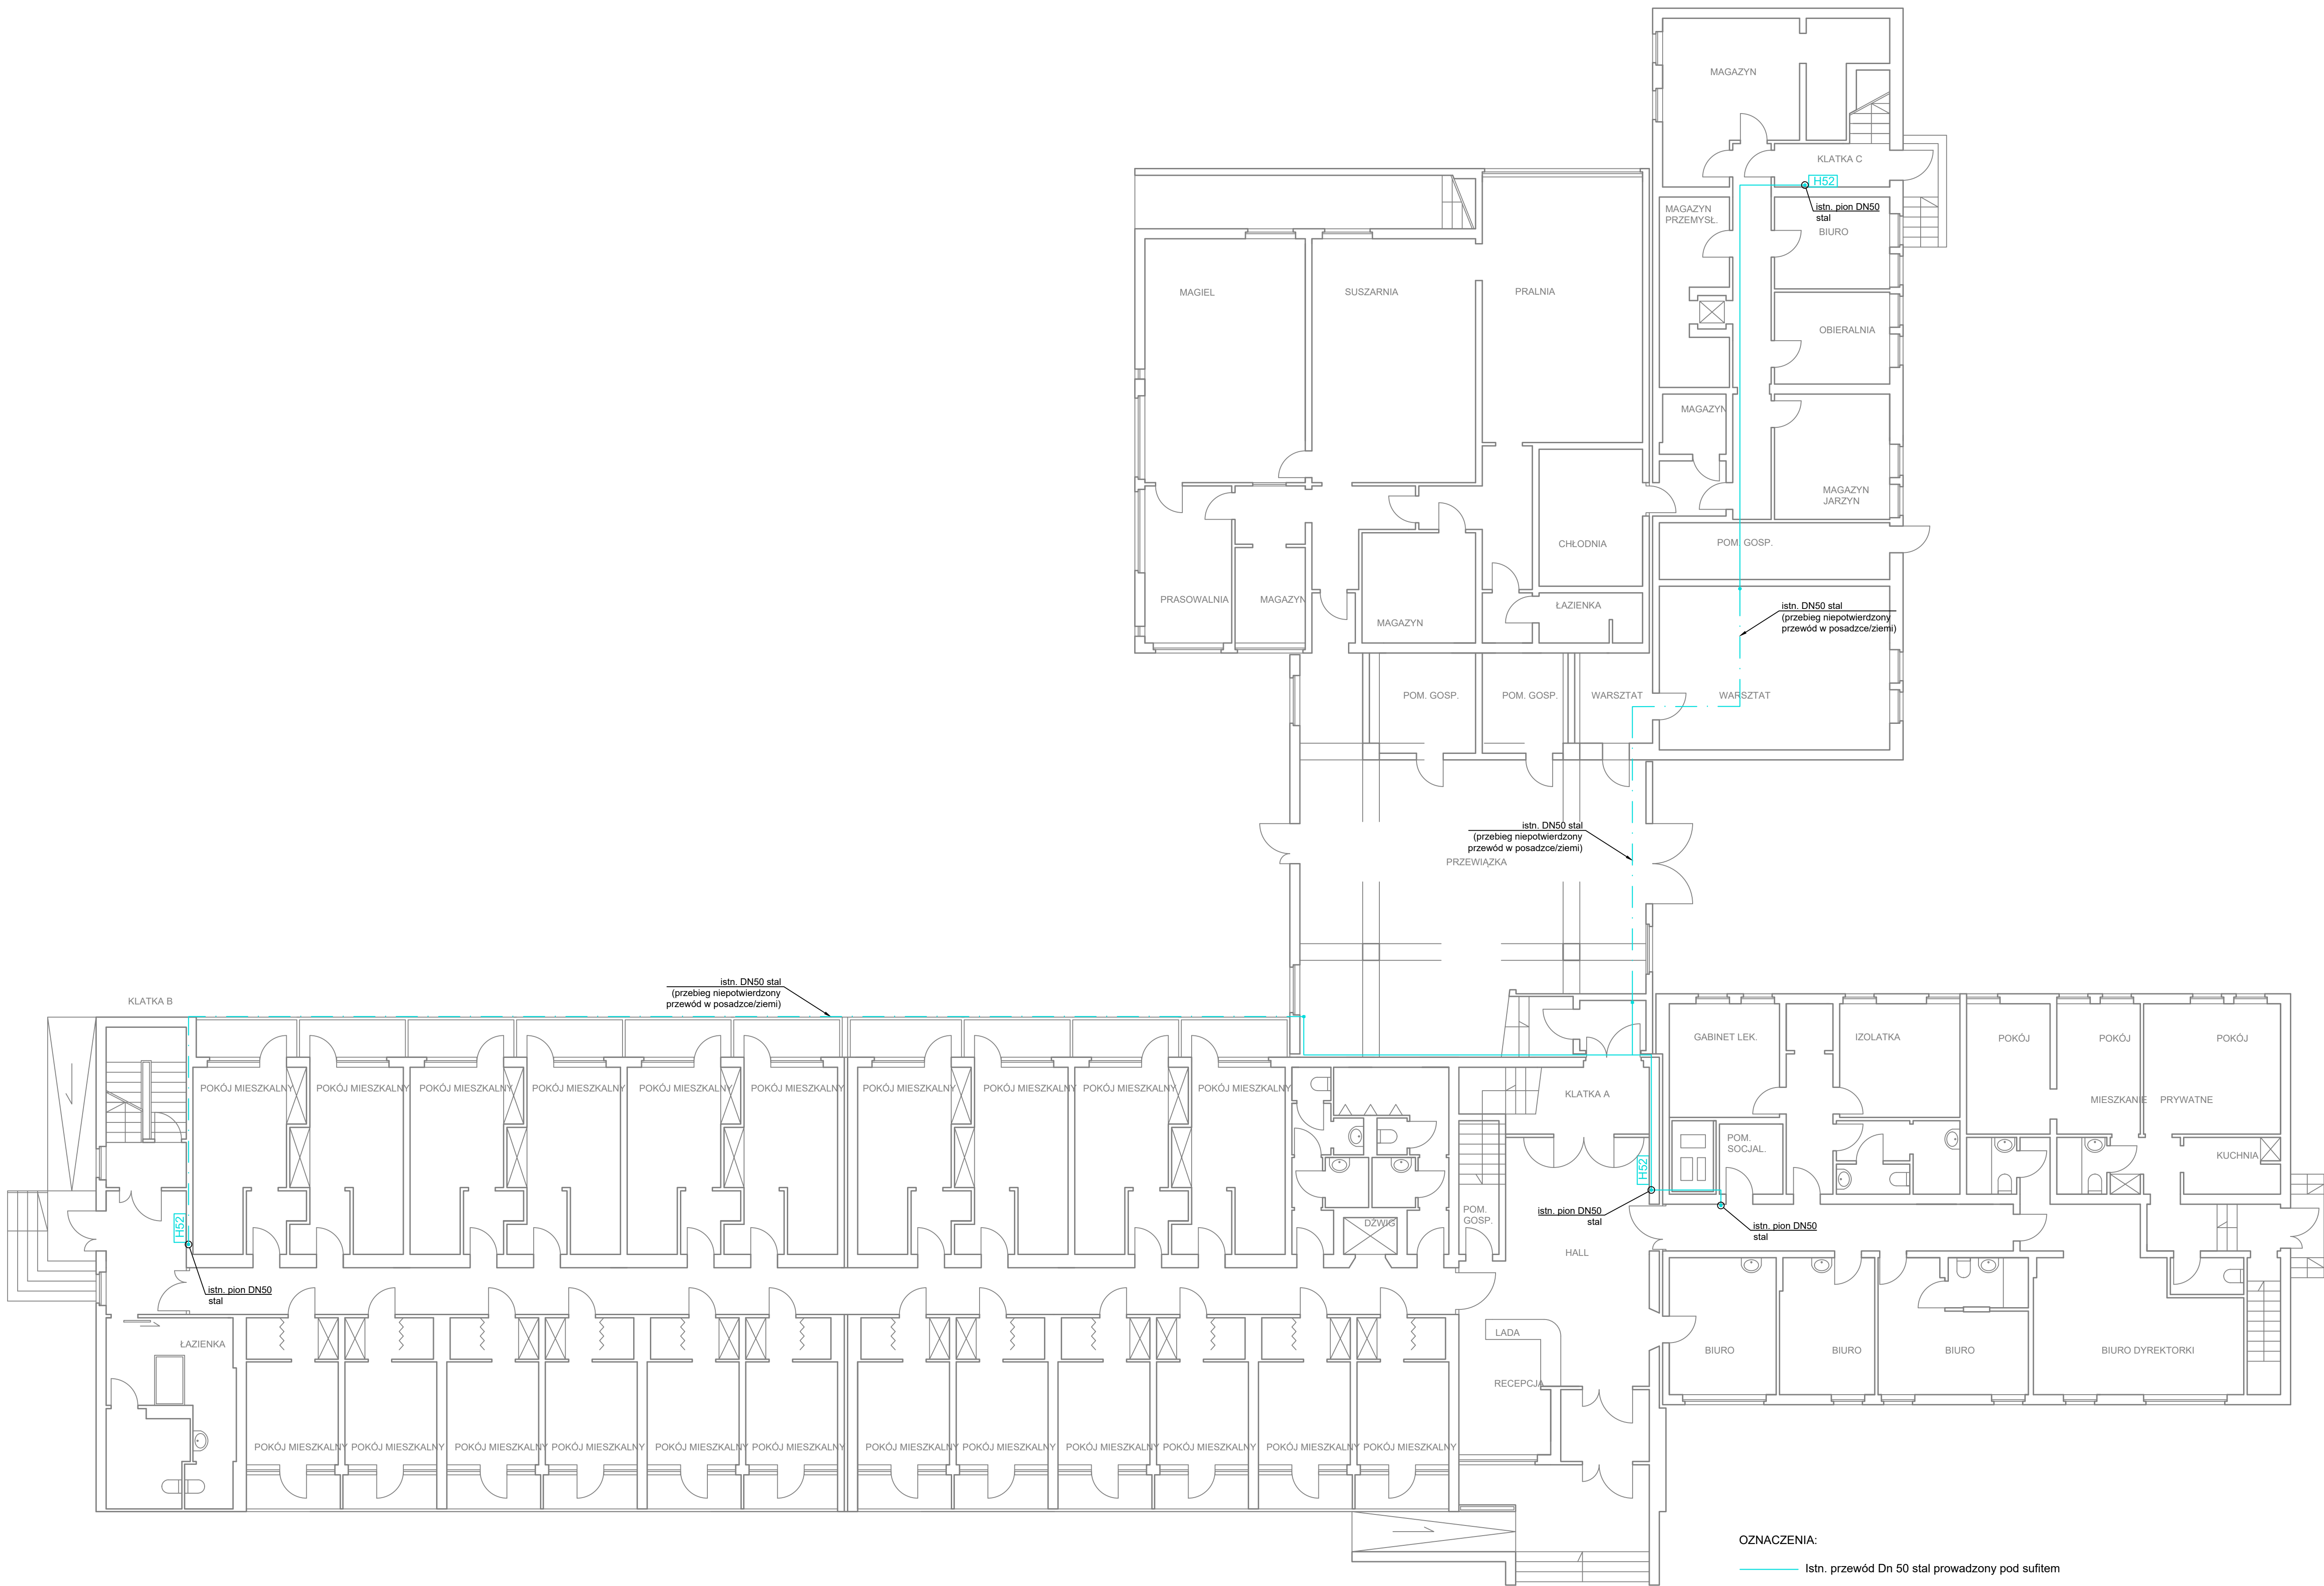 MAGAZYN
KLATKA C
H52
istn. pion DN50
stal
MAGAZYN
PRZEMYSŁ.
BIURO
MAGIEL
SUSZARNIA
PRALNIA
OBIERALNIA
MAGAZYN
MAGAZYN
JARZYN
CHŁODNIA
POM. GOSP.
PRASOWALNIA
MAGAZYN
ŁAZIENKA
MAGAZYN
istn. DN50 stal
(przebieg niepotwierdzony
przewód w posadzce/ziemi)
POM. GOSP.
POM. GOSP.
WARSZTAT
WARSZTAT
istn. DN50 stal
(przebieg niepotwierdzony
przewód w posadzce/ziemi)
PRZEWIĄZKA
istn. DN50 stal
(przebieg niepotwierdzony
przewód w posadzce/ziemi)
KLATKA B
GABINET LEK.
IZOLATKA
POKÓJ
POKÓJ
POKÓJ
POKÓJ MIESZKALNY
POKÓJ MIESZKALNY
POKÓJ MIESZKALNY
POKÓJ MIESZKALNY
POKÓJ MIESZKALNY
POKÓJ MIESZKALNY
POKÓJ MIESZKALNY
POKÓJ MIESZKALNY
POKÓJ MIESZKALNY
POKÓJ MIESZKALNY
KLATKA A
MIESZKANIE PRYWATNE
POM.
SOCJAL.
KUCHNIA
H52
istn. pion DN50
stal
POM.
GOSP.
DŹWIG
istn. pion DN50
stal
HALL
H52
istn. pion DN50
stal
ŁAZIENKA
LADA
RECEPCJA
BIURO
BIURO
BIURO
BIURO DYREKTORKI
POKÓJ MIESZKALNY
POKÓJ MIESZKALNY
POKÓJ MIESZKALNY
POKÓJ MIESZKALNY
POKÓJ MIESZKALNY
POKÓJ MIESZKALNY
POKÓJ MIESZKALNY
POKÓJ MIESZKALNY
POKÓJ MIESZKALNY
POKÓJ MIESZKALNY
POKÓJ MIESZKALNY
POKÓJ MIESZKALNY
OZNACZENIA:
Istn. przewód Dn 50 stal prowadzony pod sufitem